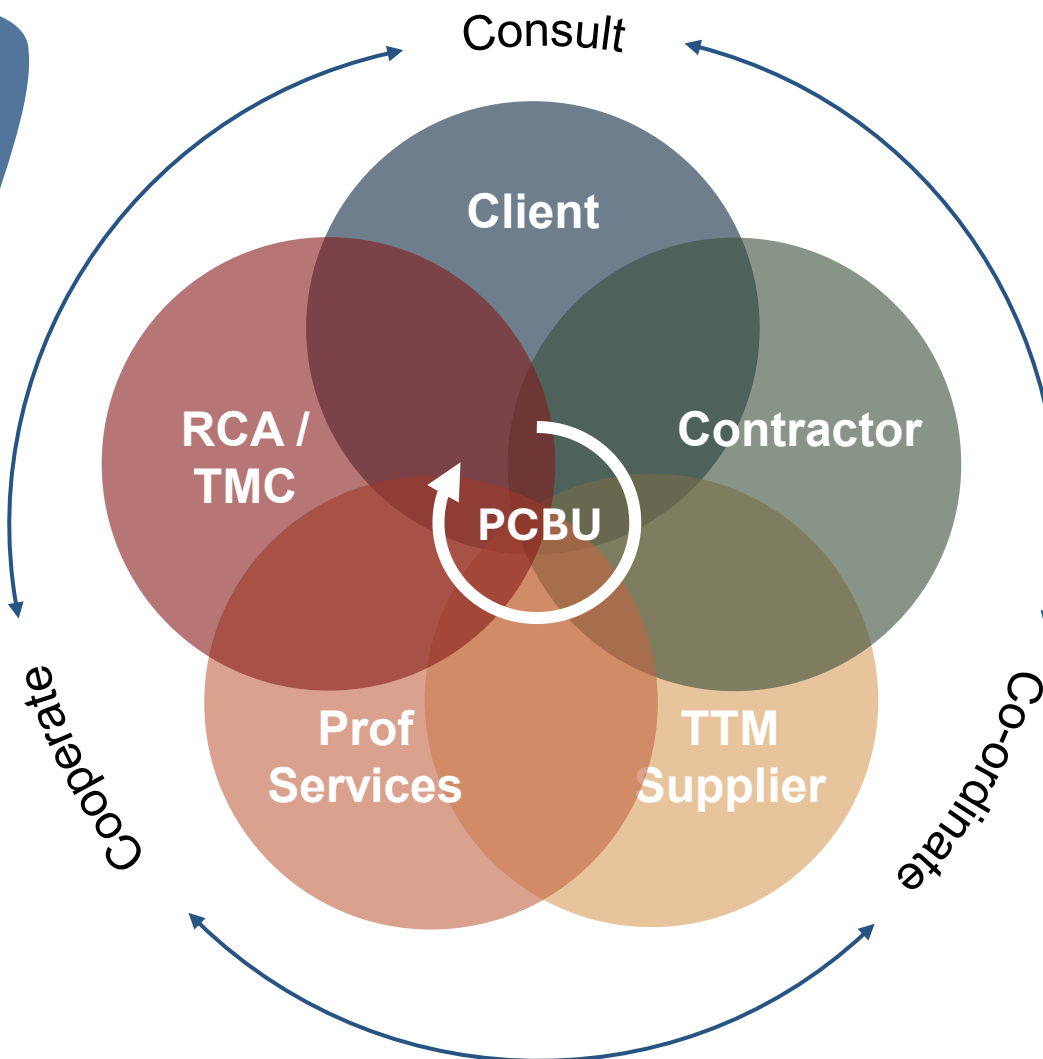 Consult
Client
RCA /
TMC
Contractor
PCBU
Prof
Services
TTM
Supplier
Cooperate
Co-ordinate